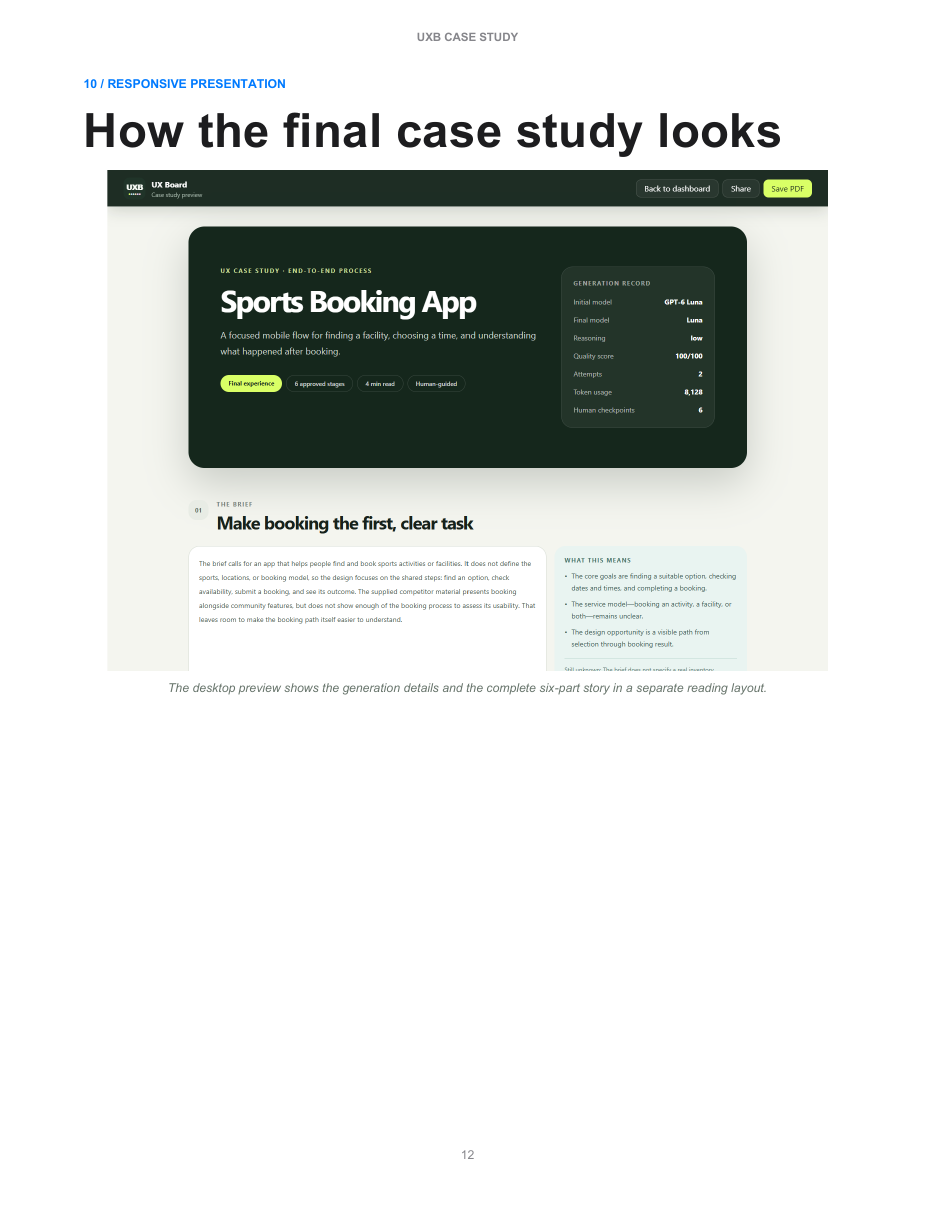 UXB CASE STUDY
10 / RESPONSIVE PRESENTATION
How the final case study looks
UXB
UX Board
Case study preview
Back to dashboard
Share
Save PDF
UX CASE STUDY · END-TO-END PROCESS
Sports Booking App
A focused mobile flow for finding a facility, choosing a time, and understanding
what happened after booking.
Final experience
6 approved stages
4 min read
Human-guided
GENERATION RECORD
Initial model GPT-6 Luna
Final model Luna
Reasoning low
Quality score 100/100
Attempts 2
Token usage 8,128
Human checkpoints 6
01
THE BRIEF
Make booking the first, clear task
The brief calls for an app that helps people find and book sports activities or facilities. It does not define the
sports, locations, or booking model, so the design focuses on the shared steps: find an option, check
availability, submit a booking, and see its outcome. The supplied competitor material presents booking
alongside community features, but does not show enough of the booking process to assess its usability. That
leaves room to make the booking path itself easier to understand.
WHAT THIS MEANS
• The core goals are finding a suitable option, checking
dates and times, and completing a booking.
• The service model—booking an activity, a facility, or
both—remains unclear.
• The design opportunity is a visible path from
selection through booking result.
Still unknown: The brief does not specify a real inventory,
The desktop preview shows the generation details and the complete six-part story in a separate reading layout.
12